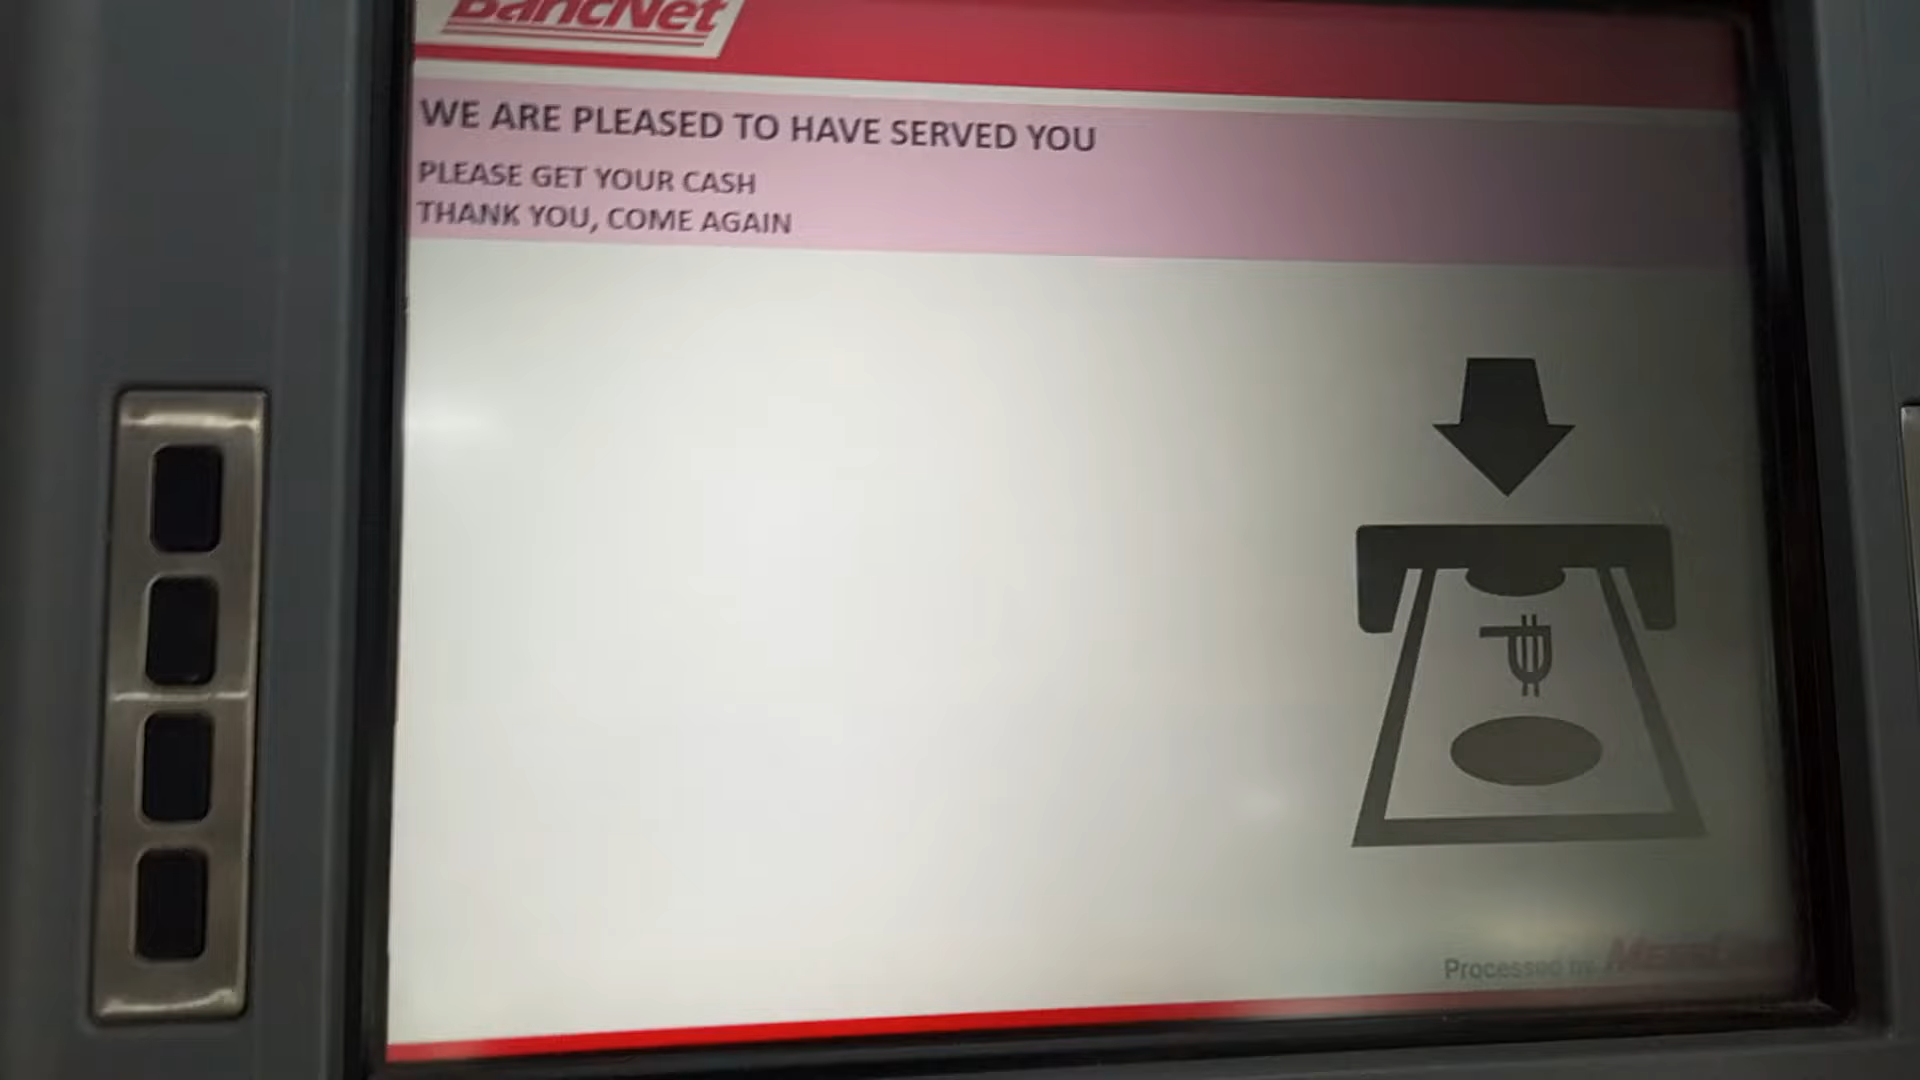 BancNet
WE ARE PLEASED TO HAVE SERVED YOU
PLEASE GET YOUR CASH
THANK YOU, COME AGAIN
Processed by